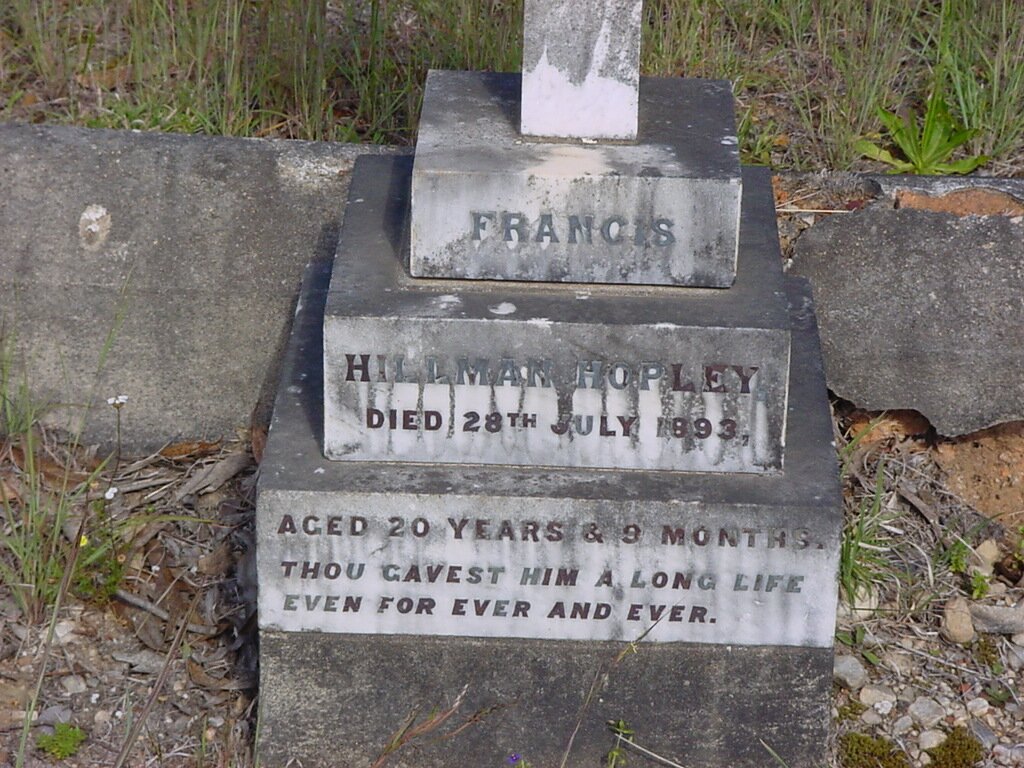 FRANCIS
HILLMAN HOPLEY,
DIED 28TH JULY 1893,
AGED 20 YEARS & 9 MONTHS.
THOU GAVEST HIM A LONG LIFE
EVEN FOR EVER AND EVER.